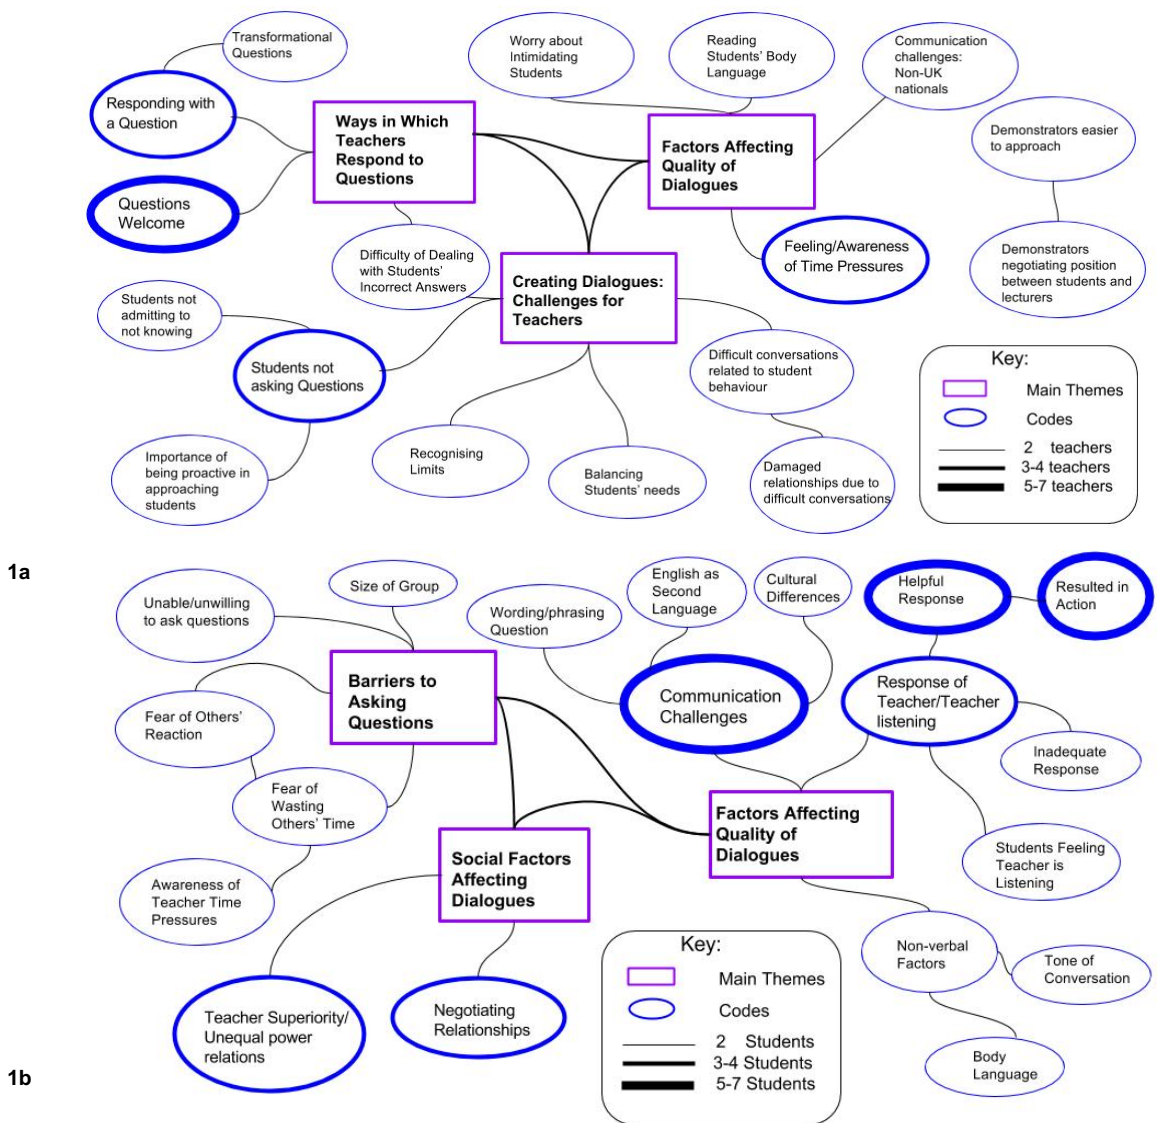 Transformational
Questions
Responding with
a Question
Questions
Welcome
Ways in Which
Teachers
Respond to
Questions
Worry about
Intimidating
Students
Reading
Students' Body
Language
Communication
challenges:
Non-UK
nationals
Factors Affecting
Quality of
Dialogues
Demonstrators easier
to approach
Demonstrators
negotiating position
between students and
lecturers
Feeling/Awareness
of Time Pressures
Difficulty of Dealing
with Students'
Incorrect Answers
Creating Dialogues:
Challenges for
Teachers
Students not
admitting to
not knowing
Students not
asking Questions
Importance of
being proactive in
approaching
students
Recognising
Limits
Balancing
Students' needs
Difficult conversations
related to student
behaviour
Damaged
relationships due to
difficult conversations
Key:
Main Themes
Codes
2 teachers
3-4 teachers
5-7 teachers
1a
Unable/unwilling
to ask questions
Size of Group
Barriers to
Asking
Questions
Fear of Others'
Reaction
Fear of
Wasting
Others' Time
Awareness of
Teacher Time
Pressures
Wording/phrasing
Question
English as
Second
Language
Cultural
Differences
Communication
Challenges
Helpful
Response
Resulted in
Action
Response of
Teacher/Teacher
listening
Inadequate
Response
Students Feeling
Teacher is
Listening
Factors Affecting
Quality of
Dialogues
Social Factors
Affecting
Dialogues
Teacher Superiority/
Unequal power
relations
Negotiating
Relationships
Non-verbal
Factors
Tone of
Conversation
Body
Language
Key:
Main Themes
Codes
2 Students
3-4 Students
5-7 Students
1b